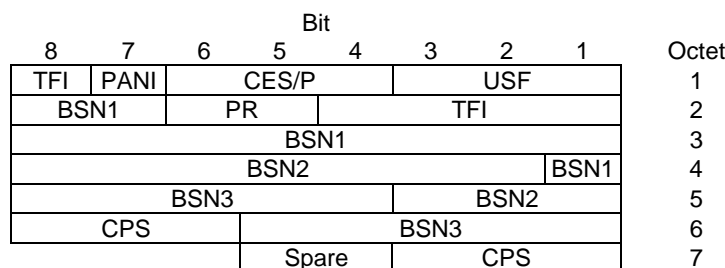 Bit
8 7 6 5 4 3 2 1 Octet
TFI PANI CES/P USF 1
BSN1 PR TFI 2
BSN1 3
BSN2 BSN1 4
BSN3 BSN2 5
CPS BSN3 6
Spare CPS 7